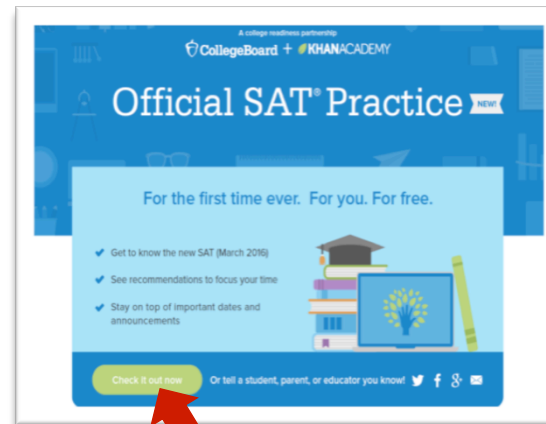 A college readiness partnership
CollegeBoard + KHANACADEMY
Official SAT® Practice NEW!
For the first time ever. For you. For free.
Get to know the new SAT (March 2016)
See recommendations to focus your time
Stay on top of important dates and
announcements
Check it out now Or tell a student, parent, or educator you know!